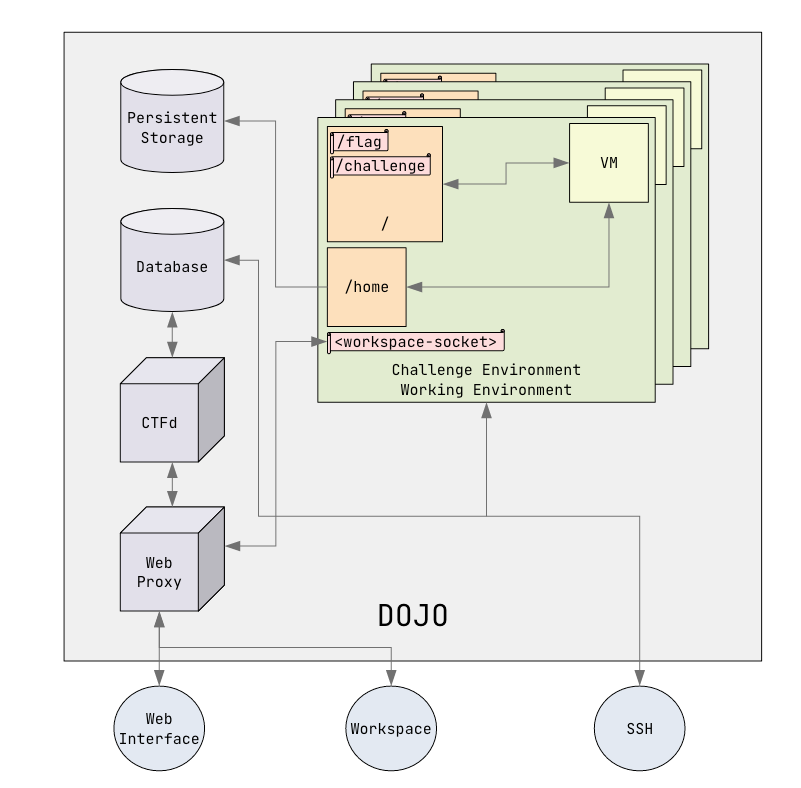 Persistent
Storage
/flag
/challenge
/
VM
Database
/home
<workspace-socket>
Challenge Environment
Working Environment
CTFd
Web
Proxy
DOJO
Web
Interface
Workspace
SSH